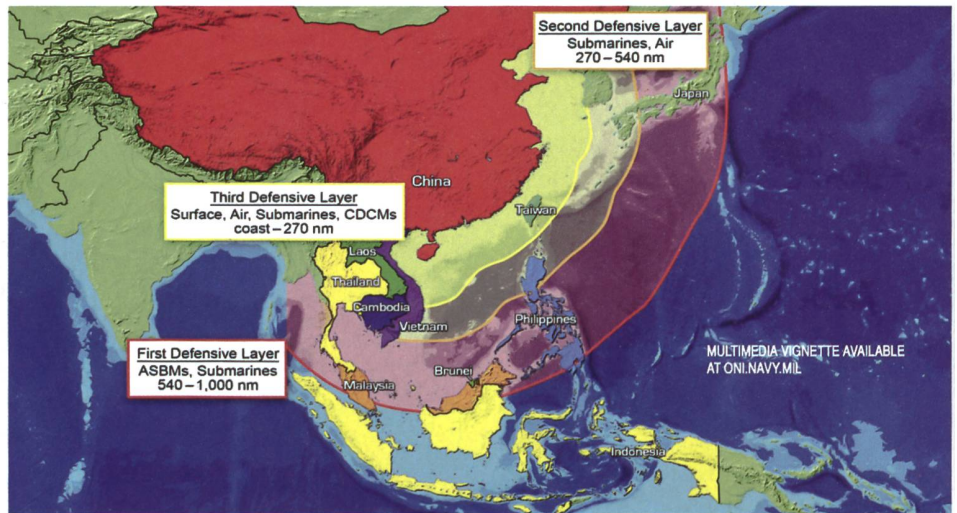 Second Defensive Layer
Submarines, Air
270–540 nm
Japan
China
Third Defensive Layer
Surface, Air, Submarines, CDCMs
coast–270 nm
Taiwan
Laos
Thailand
Cambodia
Vietnam
Philippines
First Defensive Layer
ASBMs, Submarines
540–1,000 nm
MULTIMEDIA VIGNETTE AVAILABLE
AT ONI.NAVY.MIL
Brunei
Malaysia
Indonesia